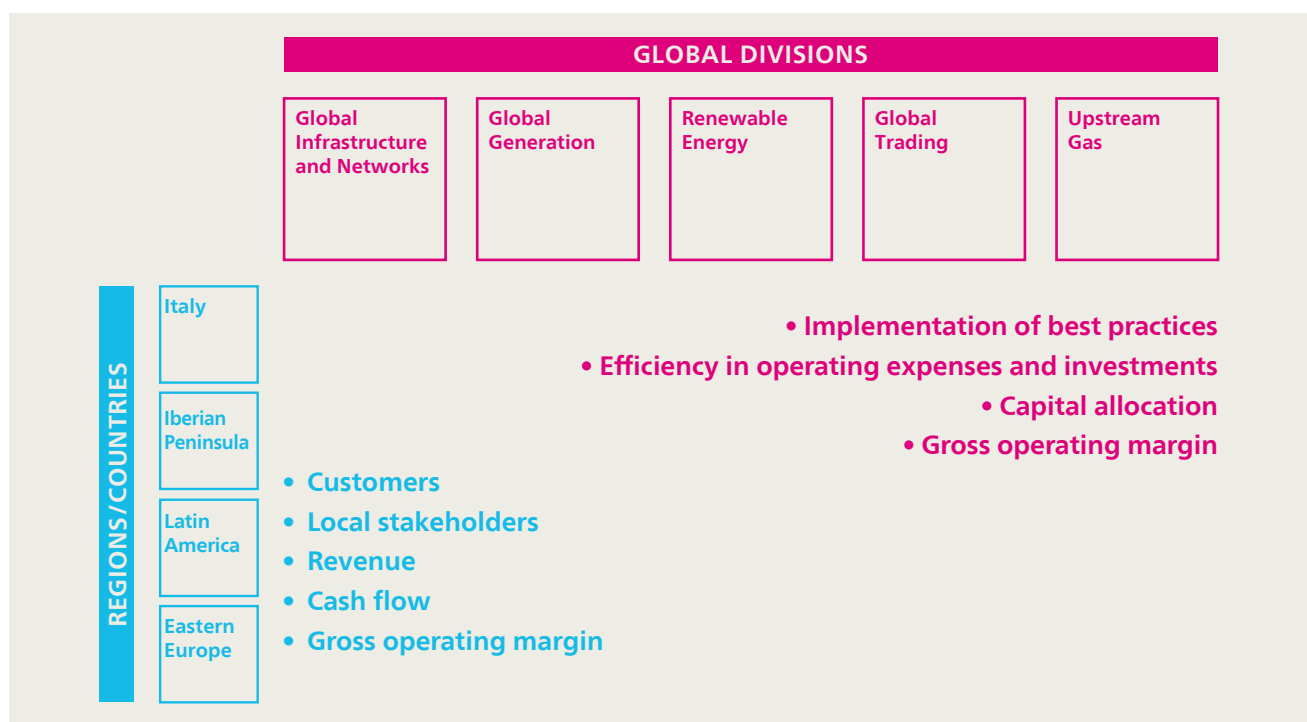 GLOBAL DIVISIONS
Global
Infrastructure
and Networks
Global
Generation
Renewable
Energy
Global
Trading
Upstream
Gas
REGIONS/COUNTRIES
Italy
Iberian
Peninsula
Latin
America
Eastern
Europe
• Implementation of best practices
• Efficiency in operating expenses and investments
• Capital allocation
• Gross operating margin
• Customers
• Local stakeholders
• Revenue
• Cash flow
• Gross operating margin